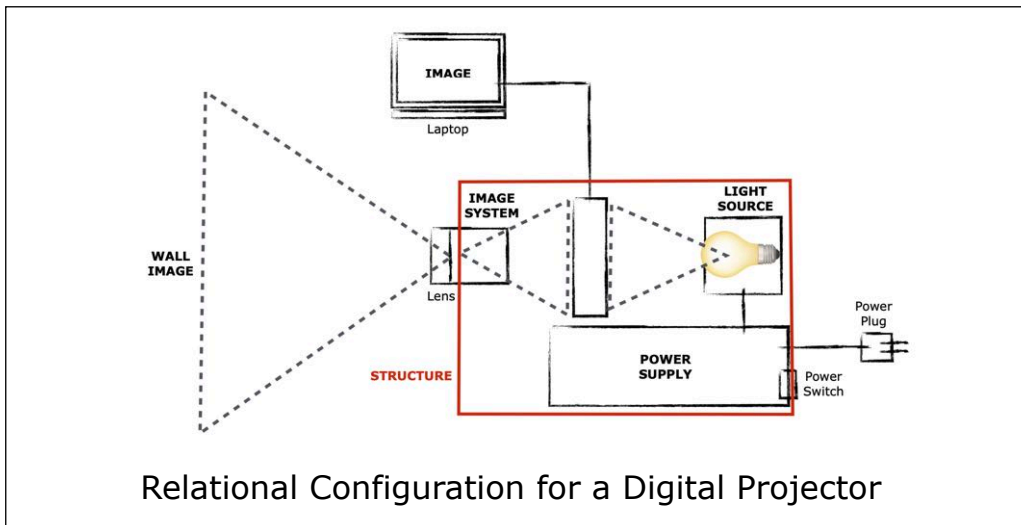 IMAGE
Laptop
IMAGE
SYSTEM
LIGHT
SOURCE
WALL
IMAGE
Lens
Power
Plug
STRUCTURE
POWER
SUPPLY
Power
Switch
Relational Configuration for a Digital Projector